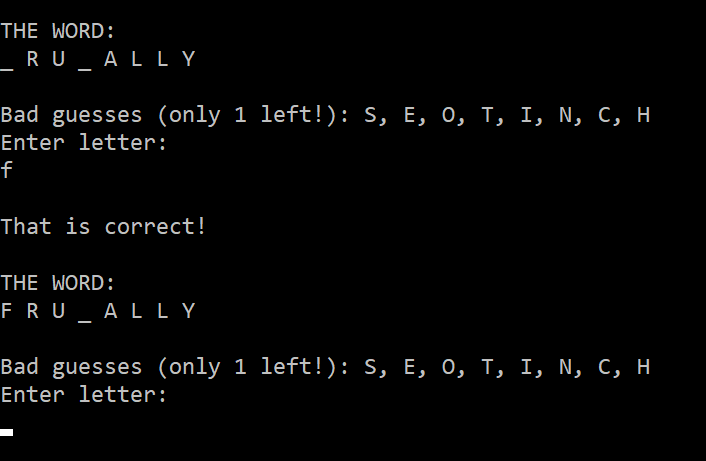 THE WORD:
_ R U _ A L L Y
Bad guesses (only 1 left!): S, E, O, T, I, N, C, H
Enter letter:
f
That is correct!
THE WORD:
F R U _ A L L Y
Bad guesses (only 1 left!): S, E, O, T, I, N, C, H
Enter letter: